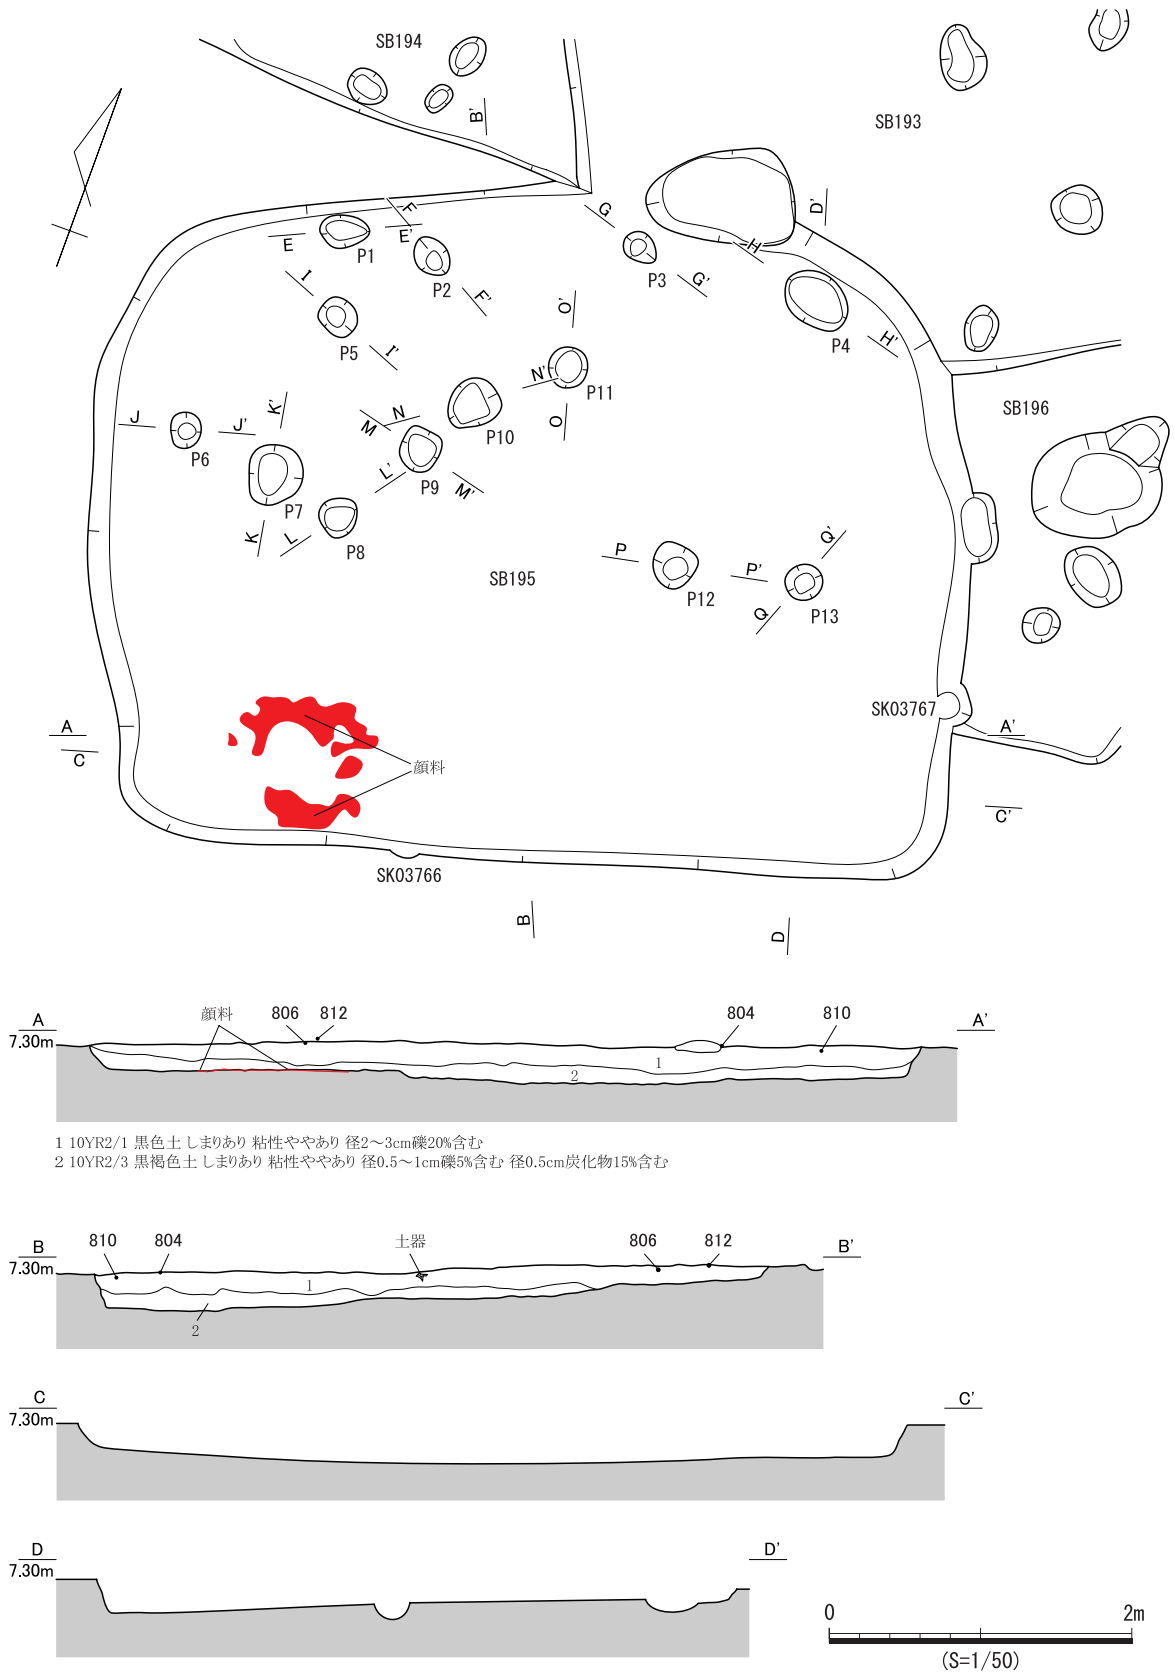 SB194
B'
SB193
D'
F
G
E
E'
P1
H
P2
P3
I
G'
F'
O'
P4
H'
P5
I'
N'
P11
SB196
K'
J
J'
N
M
P10
O
P6
L'
P9
M'
P7
K
L
P8
Q'
P
SB195
P'
P12
Q
P13
SK03767
A
A'
C
顔料
C'
SK03766
B
D
A
7.30m
顔料
806
812
804
810
A'
1
2
1 10YR2/1 黒色土 しまりあり 粘性ややあり 径2～3cm礫20%含む
2 10YR2/3 黒褐色土 しまりあり 粘性ややあり 径0.5～1cm礫5%含む 径0.5cm炭化物15%含む
B
7.30m
810
804
土器
806
812
B'
1
2
C
7.30m
C'
D
7.30m
D'
0
2m
(S=1/50)